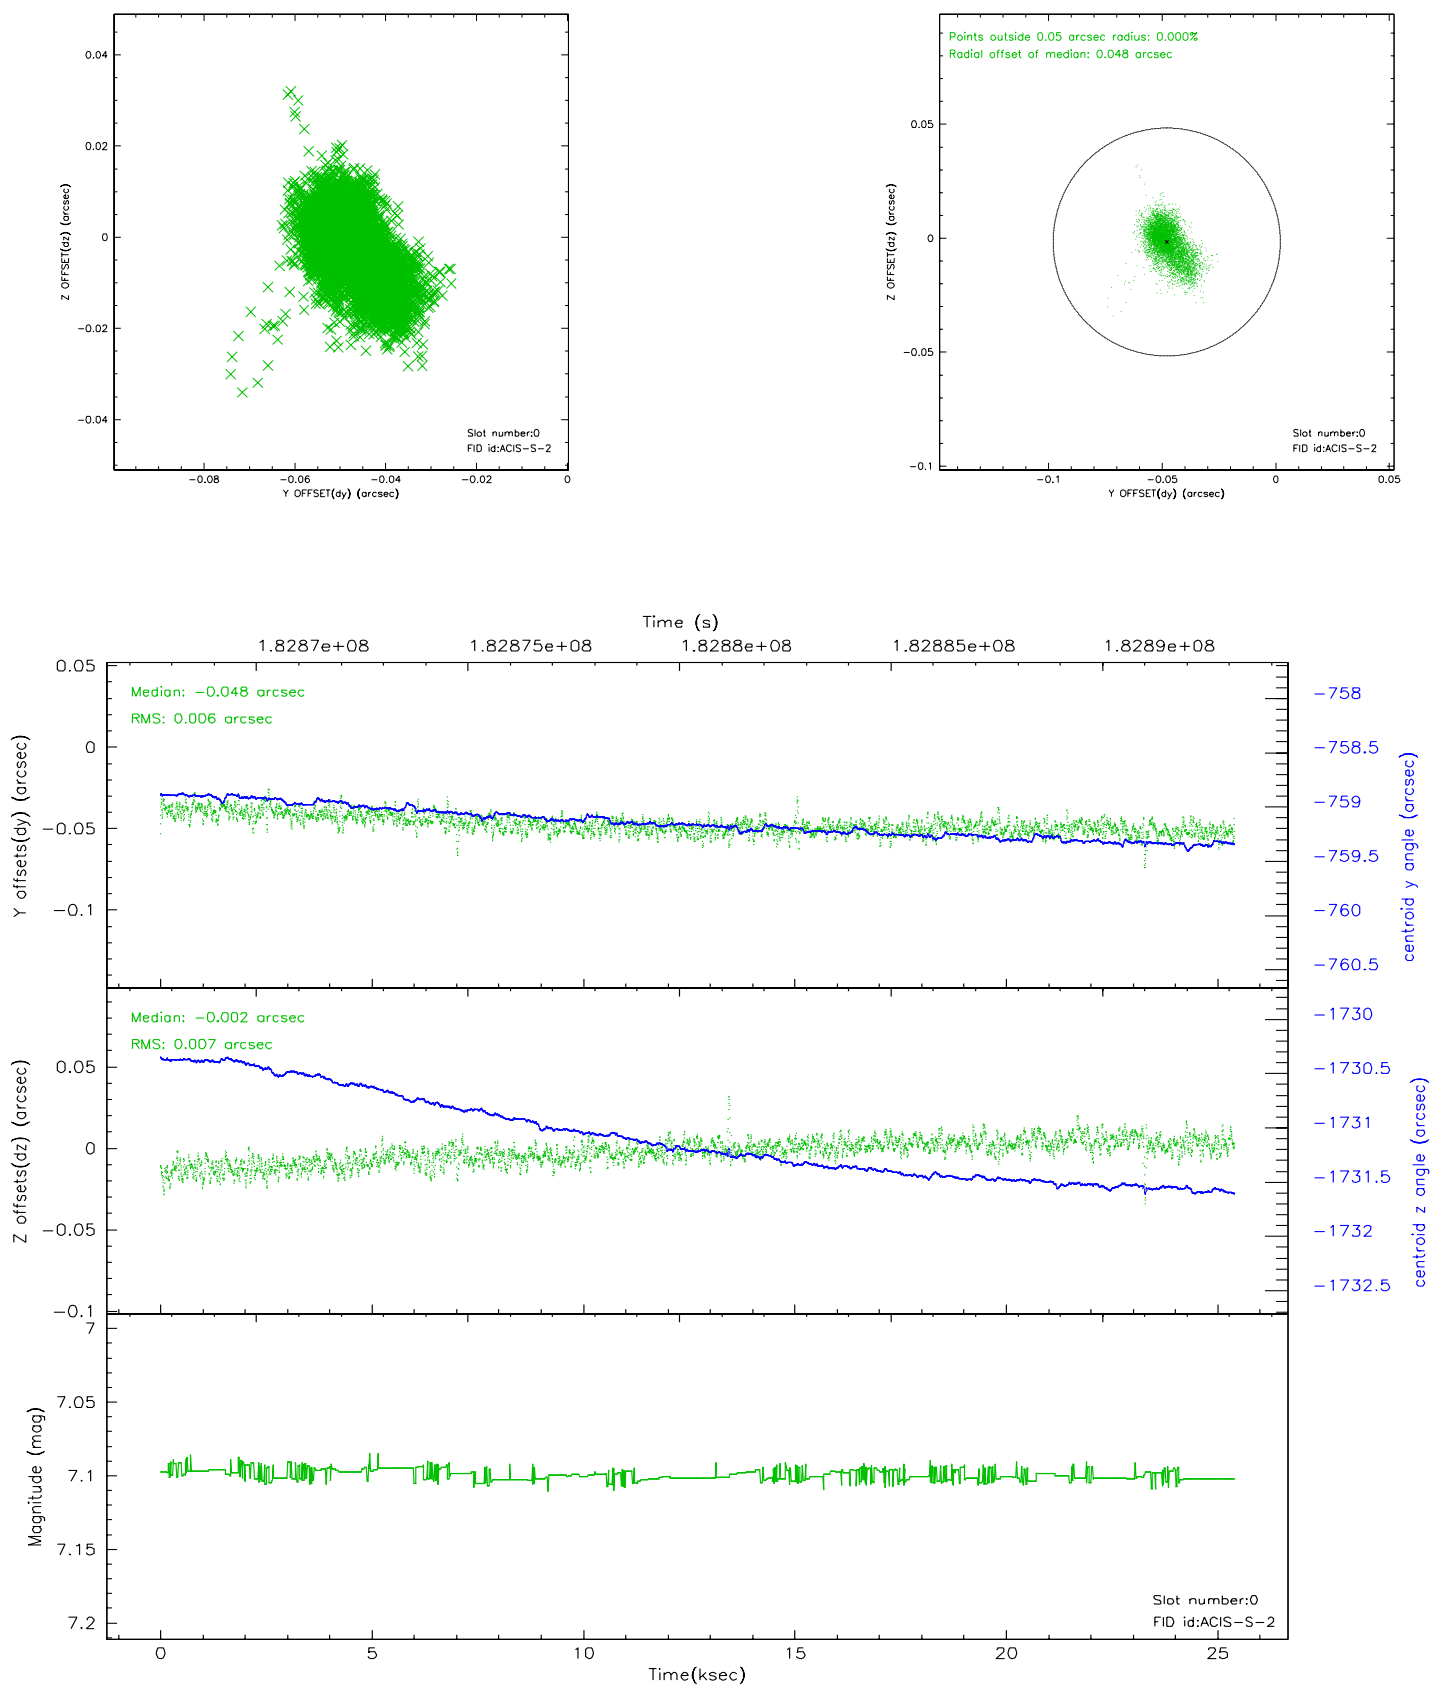 0.04
0.02
0
-0.02
-0.04
Z OFFSET(dz) (arcsec)
Slot number:0
FID id:ACIS-S-2
-0.08
-0.06
-0.04
-0.02
0
Y OFFSET(dy) (arcsec)
Points outside 0.05 arcsec radius: 0.000%
Radial offset of median: 0.048 arcsec
0.05
0
-0.05
-0.1
Z OFFSET(dz) (arcsec)
Slot number:0
FID id:ACIS-S-2
-0.1
-0.05
0
0.05
Y OFFSET(dy) (arcsec)
Time (s)
1.8287e+08
1.82875e+08
1.8288e+08
1.82885e+08
1.8289e+08
Median: -0.048 arcsec
RMS: 0.006 arcsec
0.05
0
-0.05
-0.1
Y offsets(dy) (arcsec)
-758
-758.5
-759
-759.5
-760
-760.5
centroid y angle (arcsec)
Median: -0.002 arcsec
RMS: 0.007 arcsec
0.05
0
-0.05
-0.1
Z offsets(dz) (arcsec)
-1730
-1730.5
-1731
-1731.5
-1732
-1732.5
centroid z angle (arcsec)
7
7.05
7.1
7.15
7.2
Magnitude (mag)
Slot number:0
FID id:ACIS-S-2
0
5
10
15
20
25
Time(ksec)